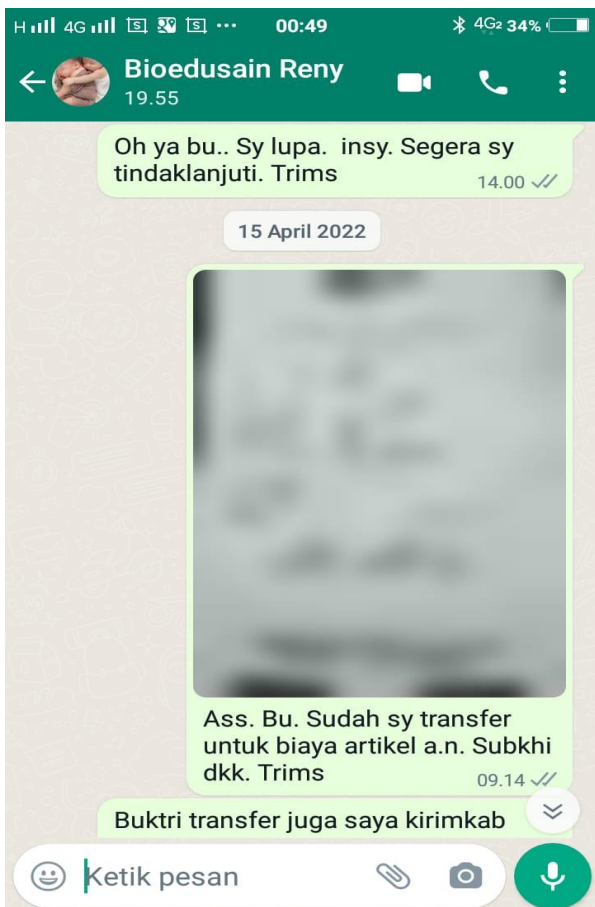 H 4G 00:49 4G2 34%
Bioedusain Reny
19.55
Oh ya bu.. Sy lupa. insy. Segera sy
tindaklanjuti. Trims
14.00
15 April 2022
Ass. Bu. Sudah sy transfer
untuk biaya artikel a.n. Subkhi
dkk. Trims
09.14
Buktri transfer juga saya kirimkab
Ketik pesan